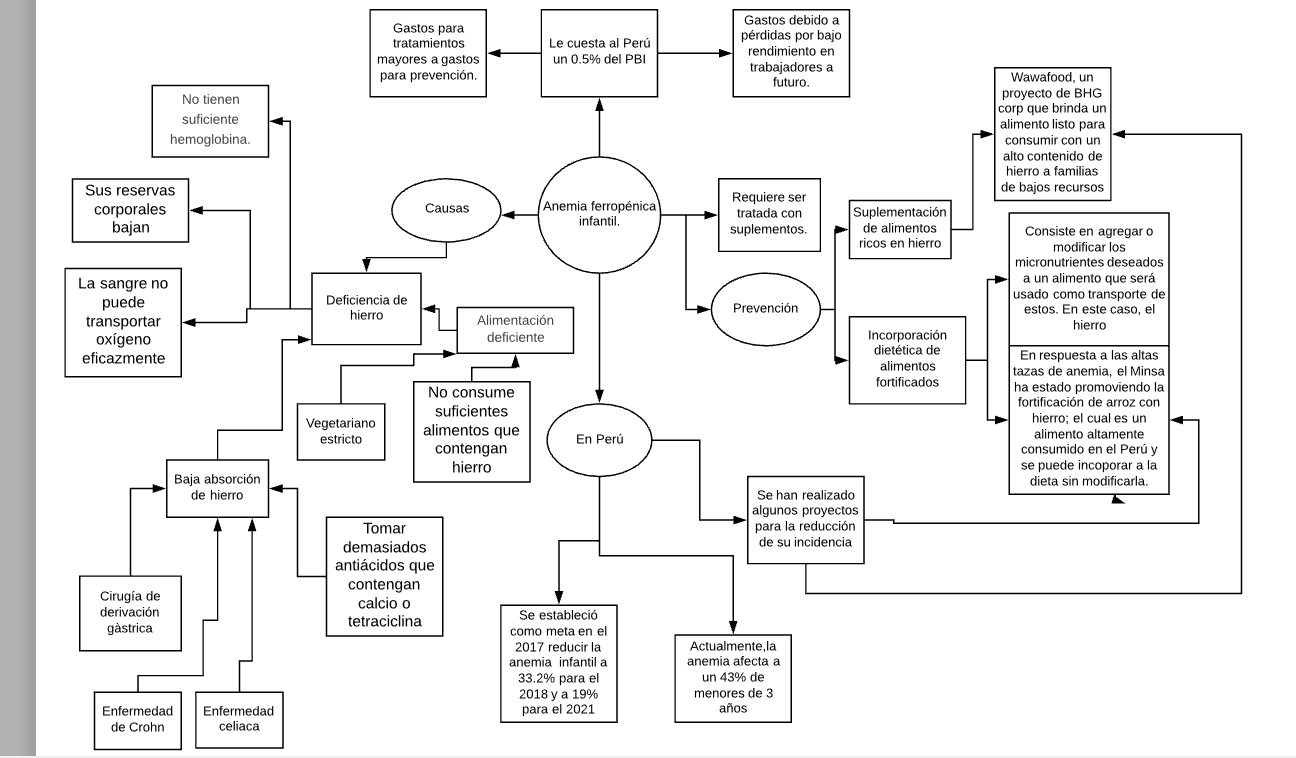 Gastos para
tratamientos
mayores a gastos
para prevención.
Le cuesta al Perú
un 0.5% del PBI
Gastos debido a
pérdidas por bajo
rendimiento en
trabajadores a
futuro.
Wawafood, un
proyecto de BHG
corp que brinda un
alimento listo para
consumir con un
alto contenido de
hierro a familias
de bajos recursos
No tienen
suficiente
hemoglobina.
Sus reservas
corporales
bajan
La sangre no
puede
transportar
oxígeno
eficazmente
Causas
Anemia ferropénica
infantil.
Requiere ser
tratada con
suplementos.
Suplementación
de alimentos
ricos en hierro
Consiste en agregar o
modificar los
micronutrientes deseados
a un alimento que será
usado como transporte de
estos. En este caso, el
hierro
Deficiencia de
hierro
Alimentación
deficiente
Prevención
Incorporación
dietética de
alimentos
fortificados
En respuesta a las altas
tazas de anemia, el Minsa
ha estado promoviendo la
fortificación de arroz con
hierro; el cual es un
alimento altamente
consumido en el Perú y
se puede incoporar a la
dieta sin modificarla.
Vegetariano
estricto
No consume
suficientes
alimentos que
contengan
hierro
En Perú
Baja absorción
de hierro
Se han realizado
algunos proyectos
para la reducción
de su incidencia
Tomar
demasiados
antiácidos que
contengan
calcio o
tetraciclina
Cirugía de
derivación
gàstrica
Se estableció
como meta en el
2017 reducir la
anemia  infantil a
33.2% para el
2018 y a 19%
para el 2021
Actualmente,la
anemia afecta a
un 43% de
menores de 3
años
Enfermedad
de Crohn
Enfermedad
celiaca